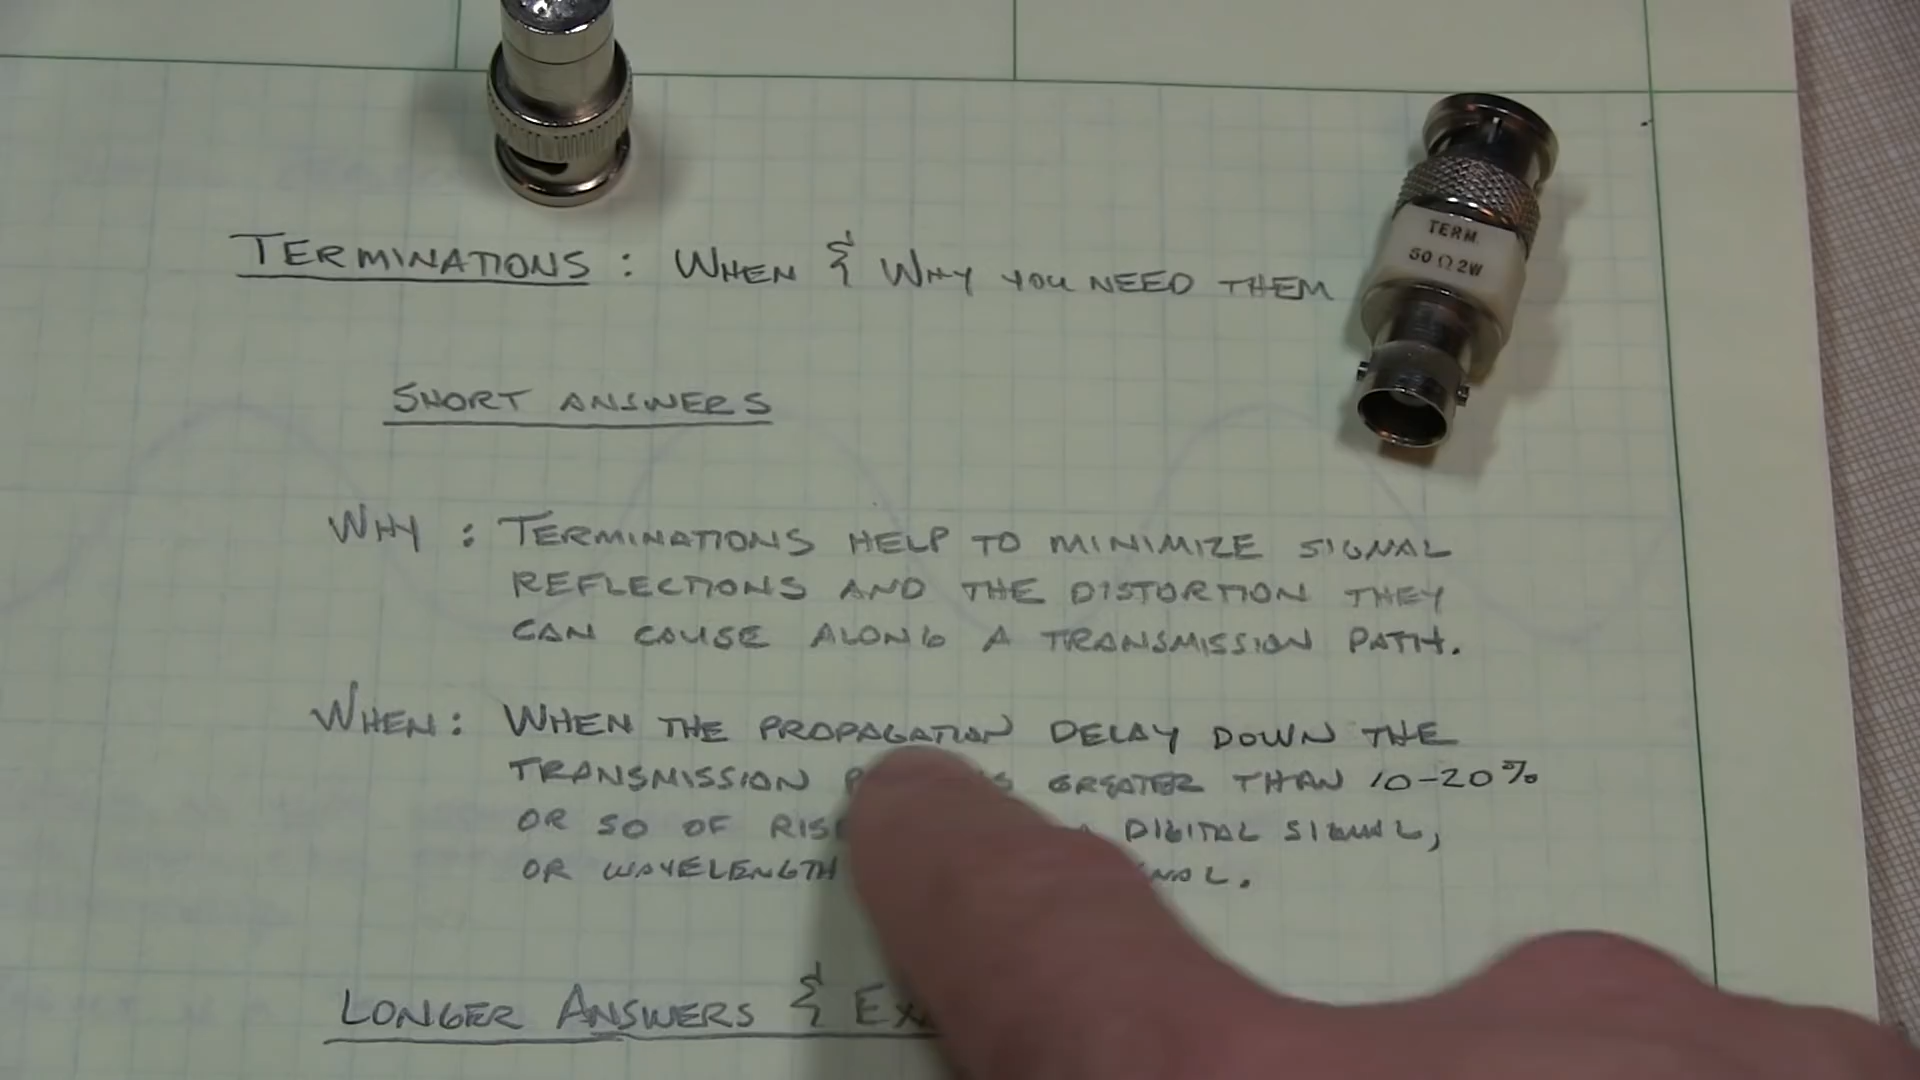 TERMINATIONS : WHEN & WHY YOU NEED THEM
TERM.
50 Ω 2W
SHORT ANSWERS
WHY : TERMINATIONS HELP TO MINIMIZE SIGNAL
REFLECTIONS AND THE DISTORTION THEY
CAN CAUSE ALONG A TRANSMISSION PATH.
WHEN: WHEN THE PROPAGATION DELAY DOWN THE
TRANSMISSION GREATER THAN 10-20%
OR SO OF DIGITAL SIGNAL,
OR WAVELENGTH
LONGER ANSWERS &